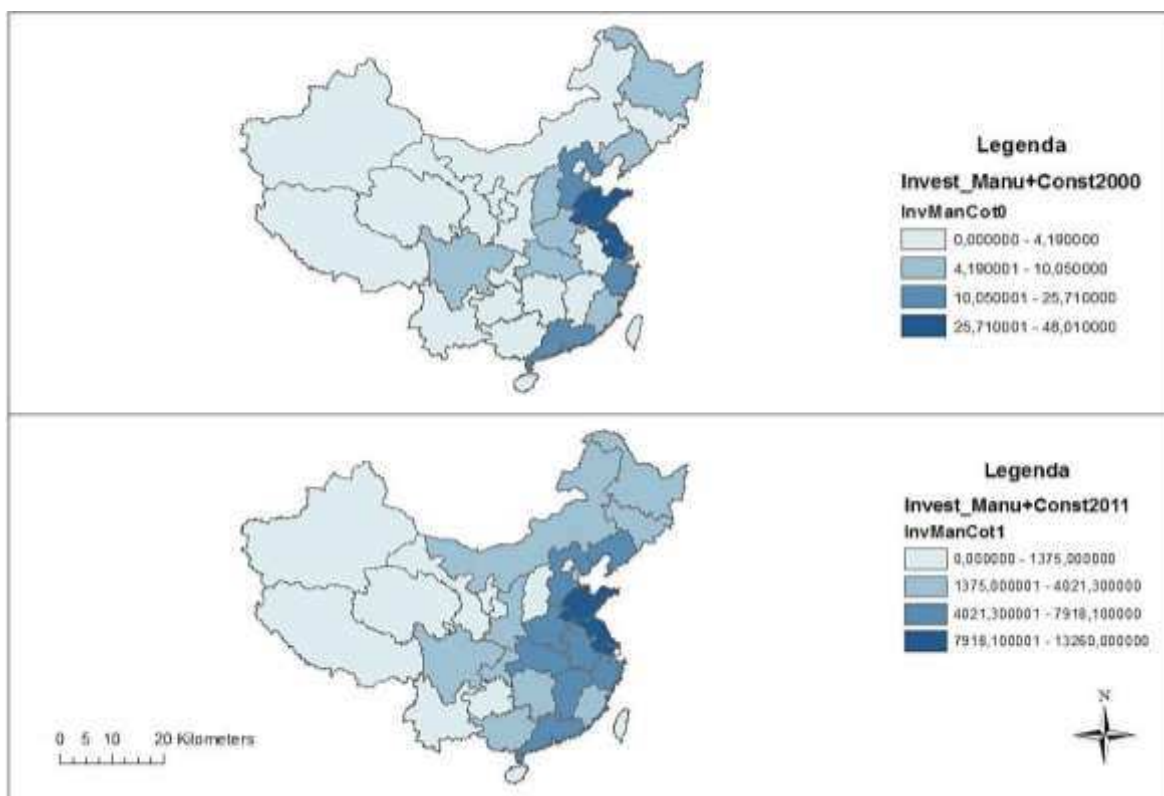 Legenda
Invest_Manu+Const2000
InvManCot0
0,000000 - 4,190000
4,190001 - 10,050000
10,050001 - 25,710000
25,710001 - 48,010000
Legenda
Invest_Manu+Const2011
InvManCot1
0,000000 - 1375,000000
1375,000001 - 4021,300000
4021,300001 - 7918,100000
7918,100001 - 13260,000000
N
0 5 10 20 Kilometers